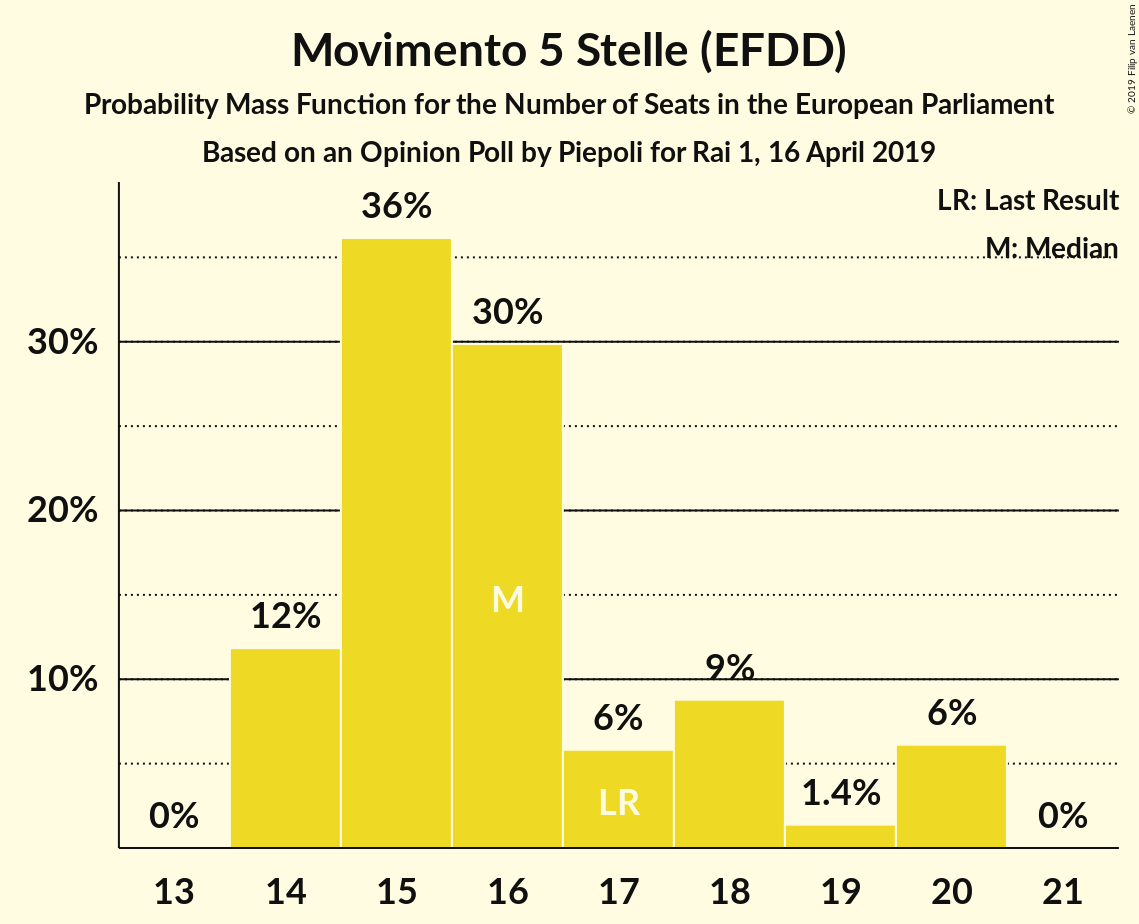 Movimento 5 Stelle (EFDD)
Probability Mass Function for the Number of Seats in the European Parliament
Based on an Opinion Poll by Piepoli for Rai 1, 16 April 2019
© 2019 Filip van Laenen
LR: Last Result
M: Median
36%
30%
30%
20%
M
12%
10%
9%
6%
6%
1.4%
LR
0%
0%
13 14 15 16 17 18 19 20 21